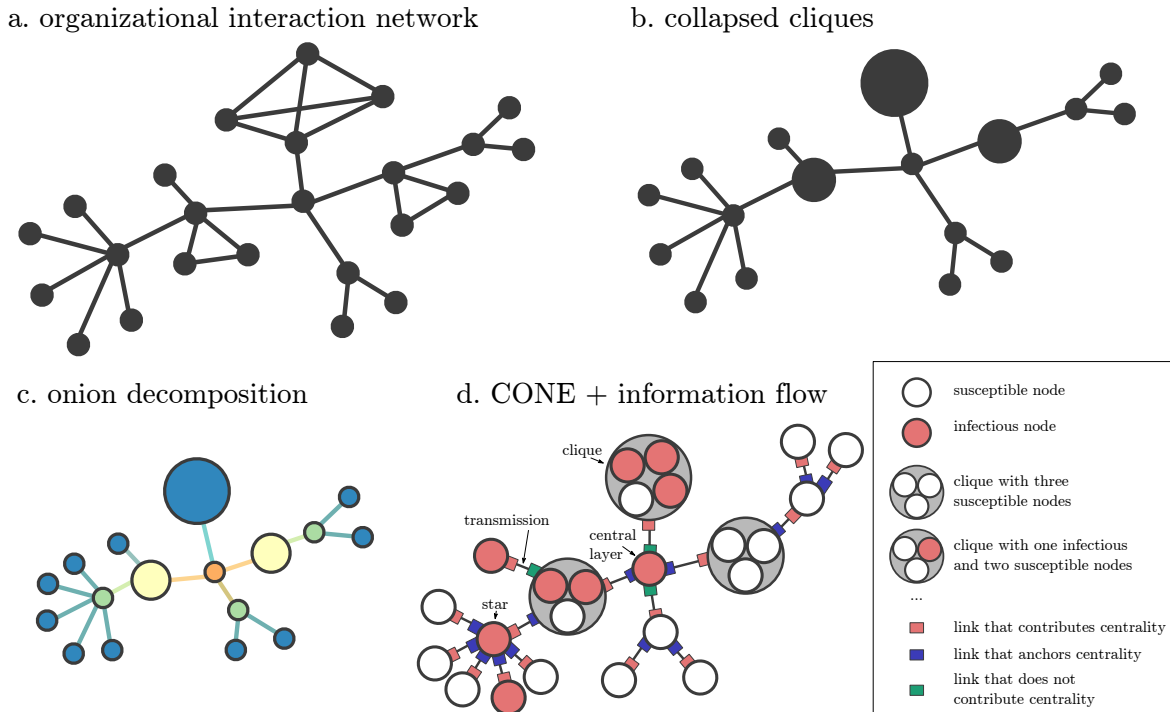 a. organizational interaction network
b. collapsed cliques
c. onion decomposition
d. CONE + information flow
clique
transmission
central
layer
star
susceptible node
infectious node
clique with three
susceptible nodes
clique with one infectious
and two susceptible nodes
...
link that contributes centrality
link that anchors centrality
link that does not
contribute centrality